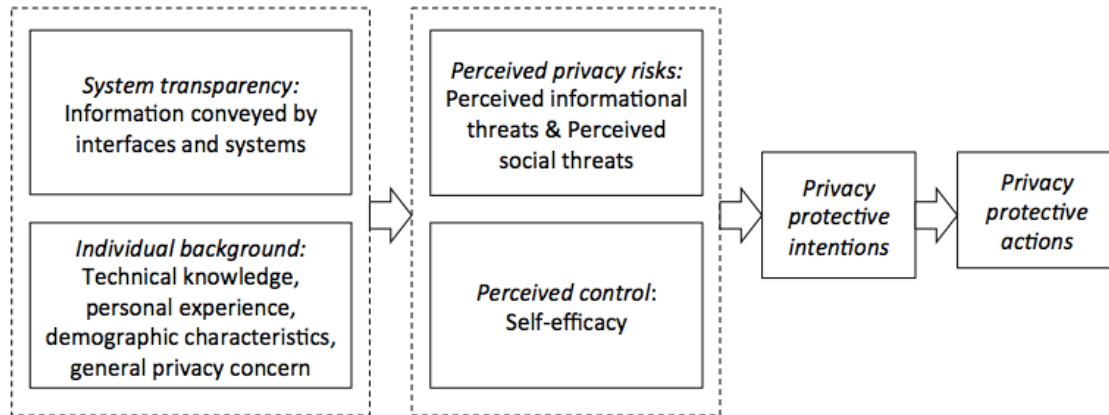 System transparency:
Information conveyed by
interfaces and systems
Individual background:
Technical knowledge,
personal experience,
demographic characteristics,
general privacy concern
Perceived privacy risks:
Perceived informational
threats & Perceived
social threats
Perceived control:
Self-efficacy
Privacy
protective
intentions
Privacy
protective
actions